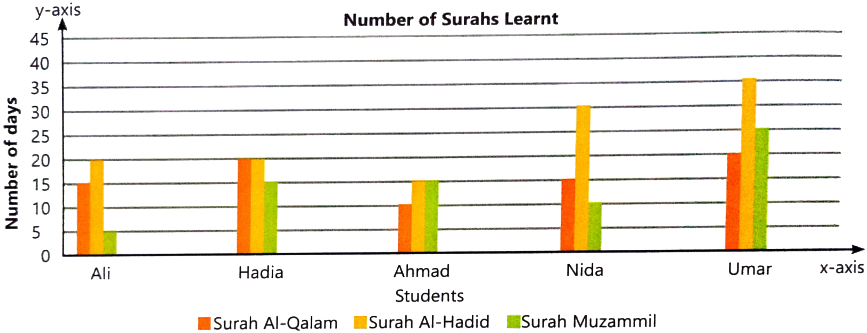 y-axis
Number of Surahs Learnt
45
40
35
30
25
20
15
10
5
0
Number of days
Ali Hadia Ahmad Nida Umar x-axis
Students
Surah Al-Qalam Surah Al-Hadid Surah Muzammil